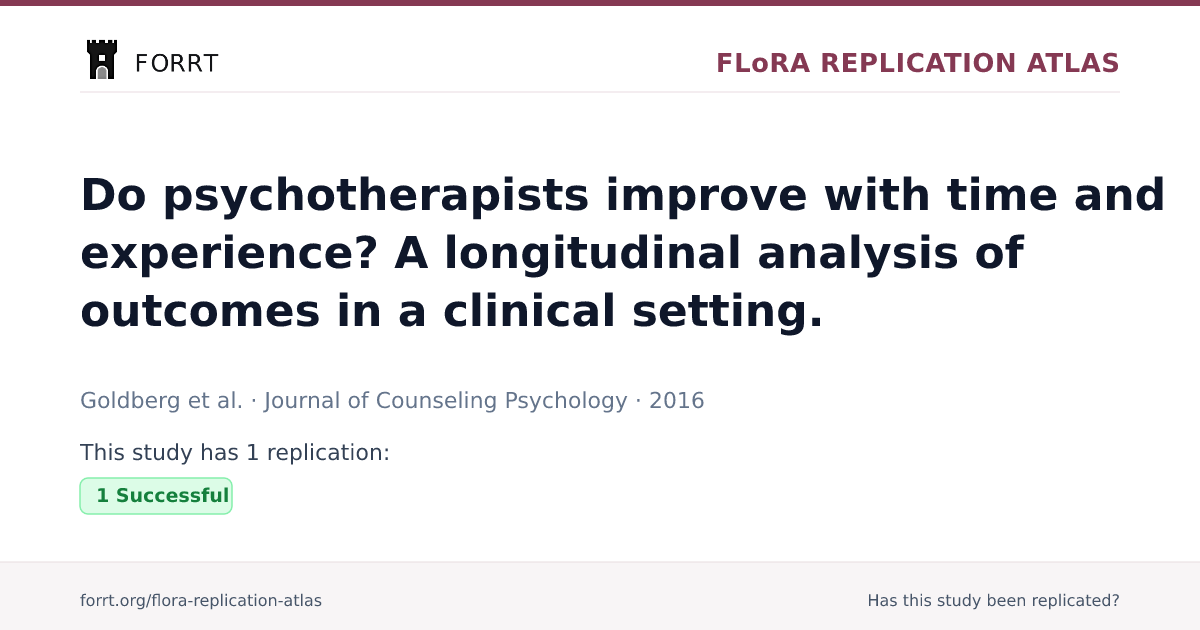 FORRT
FLoRA REPLICATION ATLAS
Do psychotherapists improve with time and
experience? A longitudinal analysis of
outcomes in a clinical setting.
Goldberg et al. · Journal of Counseling Psychology · 2016
This study has 1 replication:
1 Successful
forrt.org/flora-replication-atlas
Has this study been replicated?